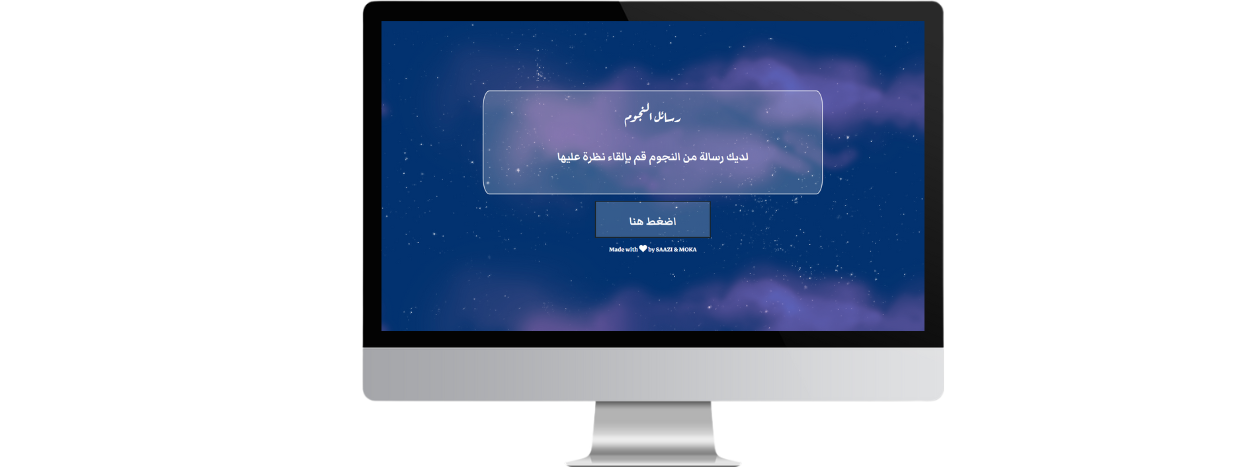 رسائل النجوم
لديك رسالة من النجوم قم بإلقاء نظرة عليها
اضغط هنا
Made with ♥ by SAAZI & MOKA